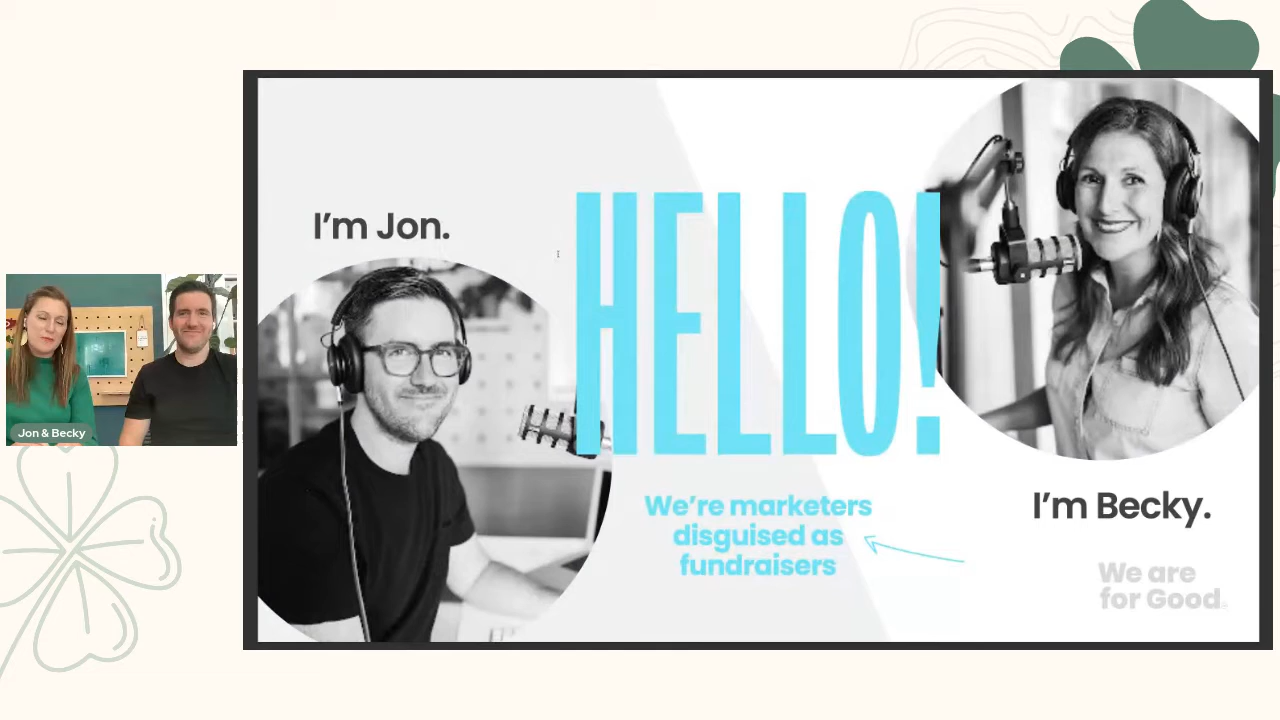 I'm Jon.
HELLO!
We're marketers
disguised as
fundraisers
I'm Becky.
We are
for Good.
Jon & Becky